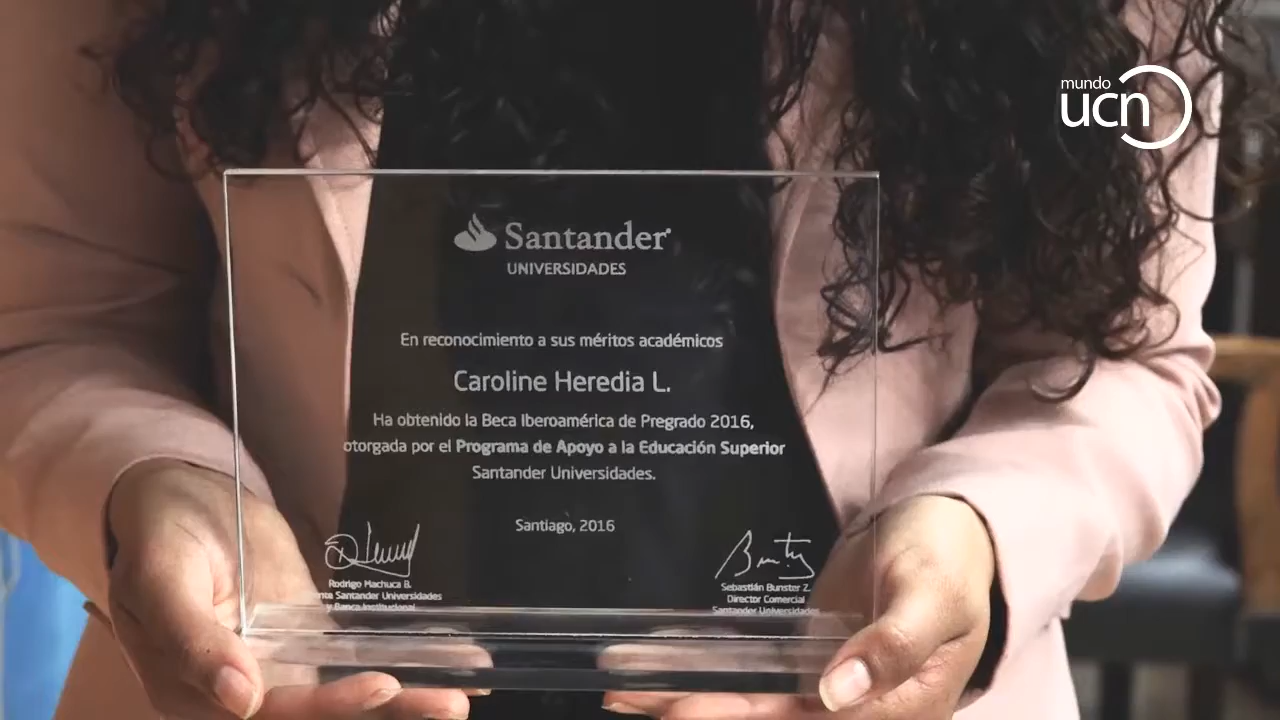 mundo
ucn
Santander
UNIVERSIDADES
En reconocimiento a sus méritos académicos
Caroline Heredia L.
Ha obtenido la Beca Iberoamérica de Pregrado 2016,
otorgada por el Programa de Apoyo a la Educación Superior
Santander Universidades.
Santiago, 2016
Rodrigo Machuca B.
Santander Universidades
y Banca Institucional
Sebastián Bunster Z.
Director Comercial
Santander Universidades